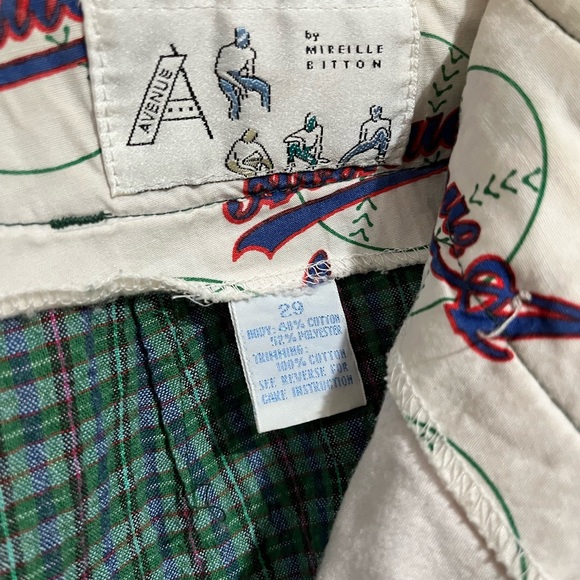 AVENUE
A
by
MIREILLE
BITTON
29
BODY: 48% COTTON
52% POLYESTER
TRIMMING:
100% COTTON
SEE REVERSE FOR
CARE INSTRUCTION